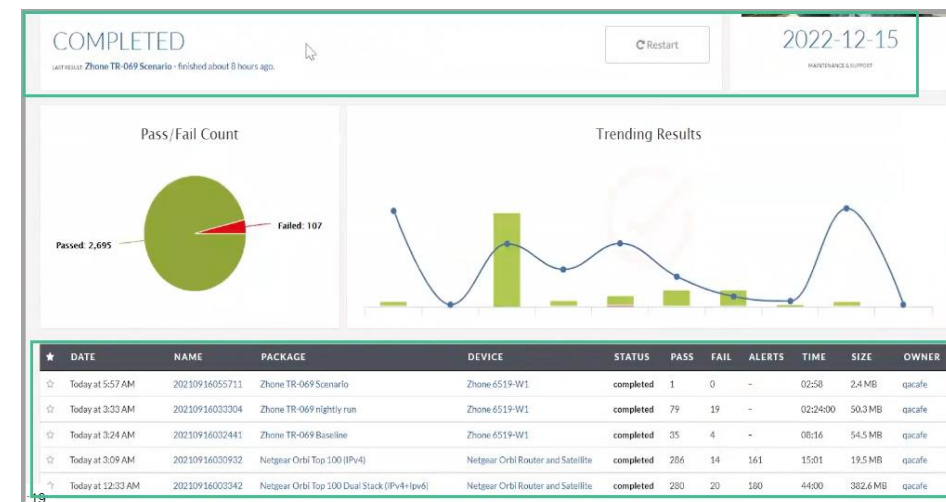 COMPLETED
LAST RESULT: Zhone TR-069 Scenario - finished about 8 hours ago.
Restart
2022-12-15
MAINTENANCE & SUPPORT
Pass/Fail Count
Trending Results
Failed: 107
Passed: 2,695
★ DATE NAME PACKAGE DEVICE STATUS PASS FAIL ALERTS TIME SIZE OWNER
Today at 5:57 AM 20210916055711 Zhone TR-069 Scenario Zhone 6519-W1 completed 1 0 - 02:58 2.4 MB qacafe
Today at 3:33 AM 20210916033304 Zhone TR-069 nightly run Zhone 6519-W1 completed 79 19 - 02:24:00 50.3 MB qacafe
Today at 3:24 AM 20210916032441 Zhone TR-069 Baseline Zhone 6519-W1 completed 35 4 - 08:16 54.5 MB qacafe
Today at 3:09 AM 20210916030932 Netgear Orbi Top 100 (IPv4) Netgear Orbi Router and Satellite completed 286 14 161 15:01 19.5 MB qacafe
Today at 12:33 AM 20210916003342 Netgear Orbi Top 100 Dual Stack (IPv4+Ipv6) Netgear Orbi Router and Satellite completed 280 20 180 44:00 382.6 MB qacafe
19